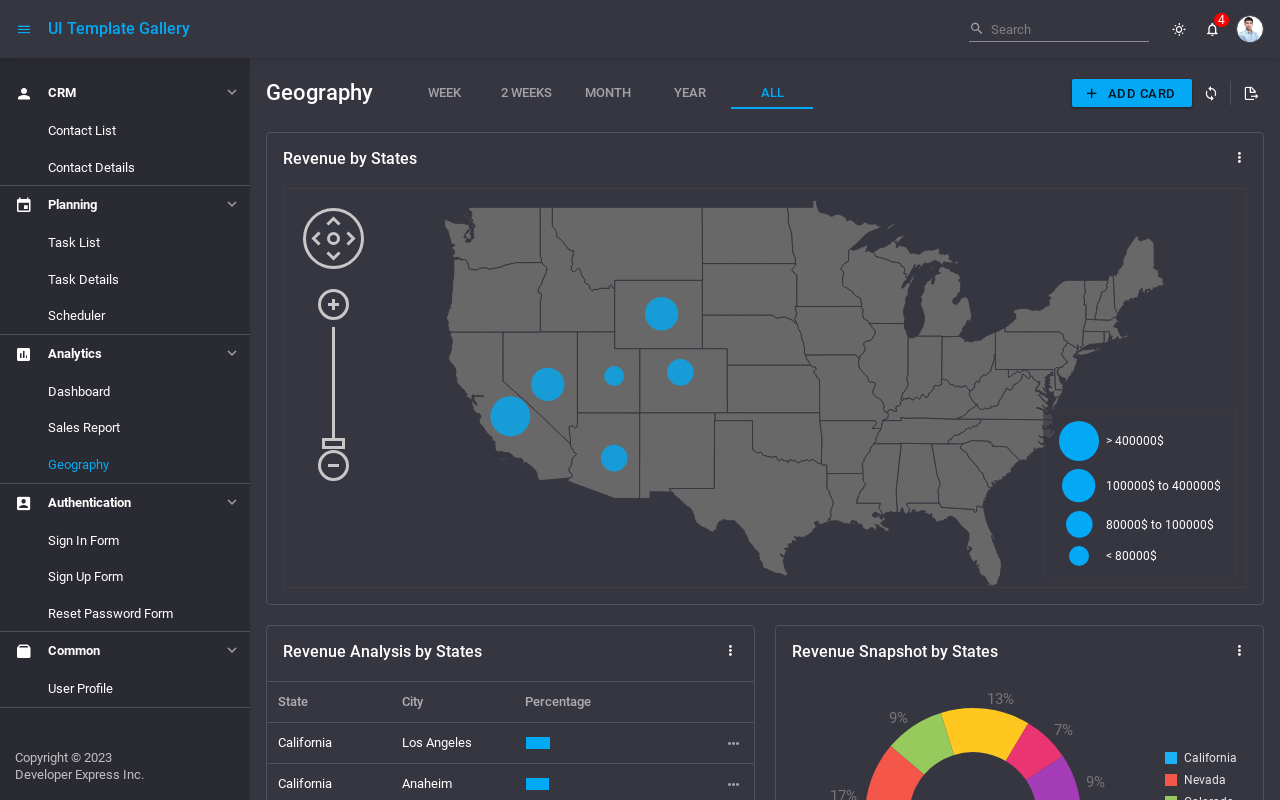 UI Template Gallery
Search
4
CRM
Contact List
Contact Details
Planning
Task List
Task Details
Scheduler
Analytics
Dashboard
Sales Report
Geography
Authentication
Sign In Form
Sign Up Form
Reset Password Form
Common
User Profile
Copyright © 2023
Developer Express Inc.
Geography
WEEK
2 WEEKS
MONTH
YEAR
ALL
ADD CARD
Revenue by States
> 400000$
100000$ to 400000$
80000$ to 100000$
< 80000$
Revenue Analysis by States
State City Percentage
California Los Angeles
California Anaheim
Revenue Snapshot by States
13%
9%
7%
9%
17%
California
Nevada
Colorado